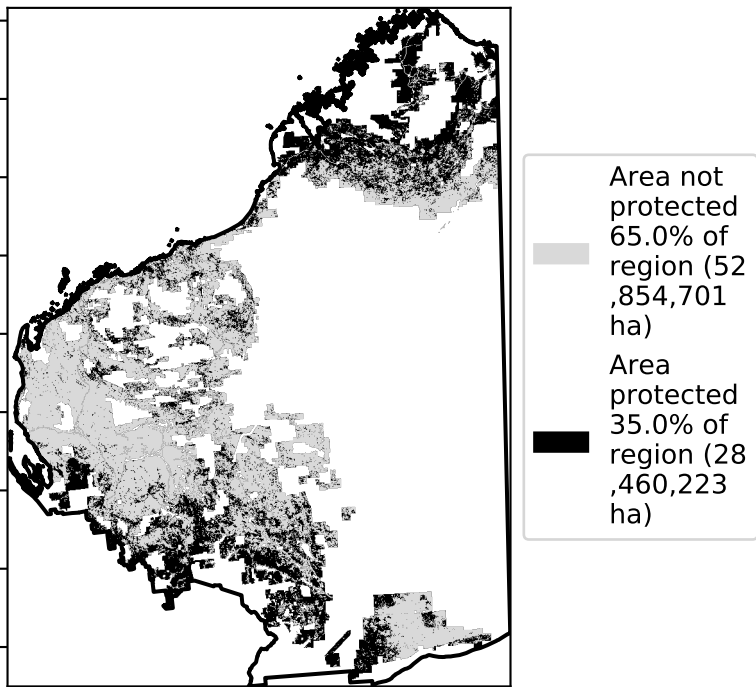 Area not
protected
65.0% of
region (52
,854,701
ha)
Area
protected
35.0% of
region (28
,460,223
ha)